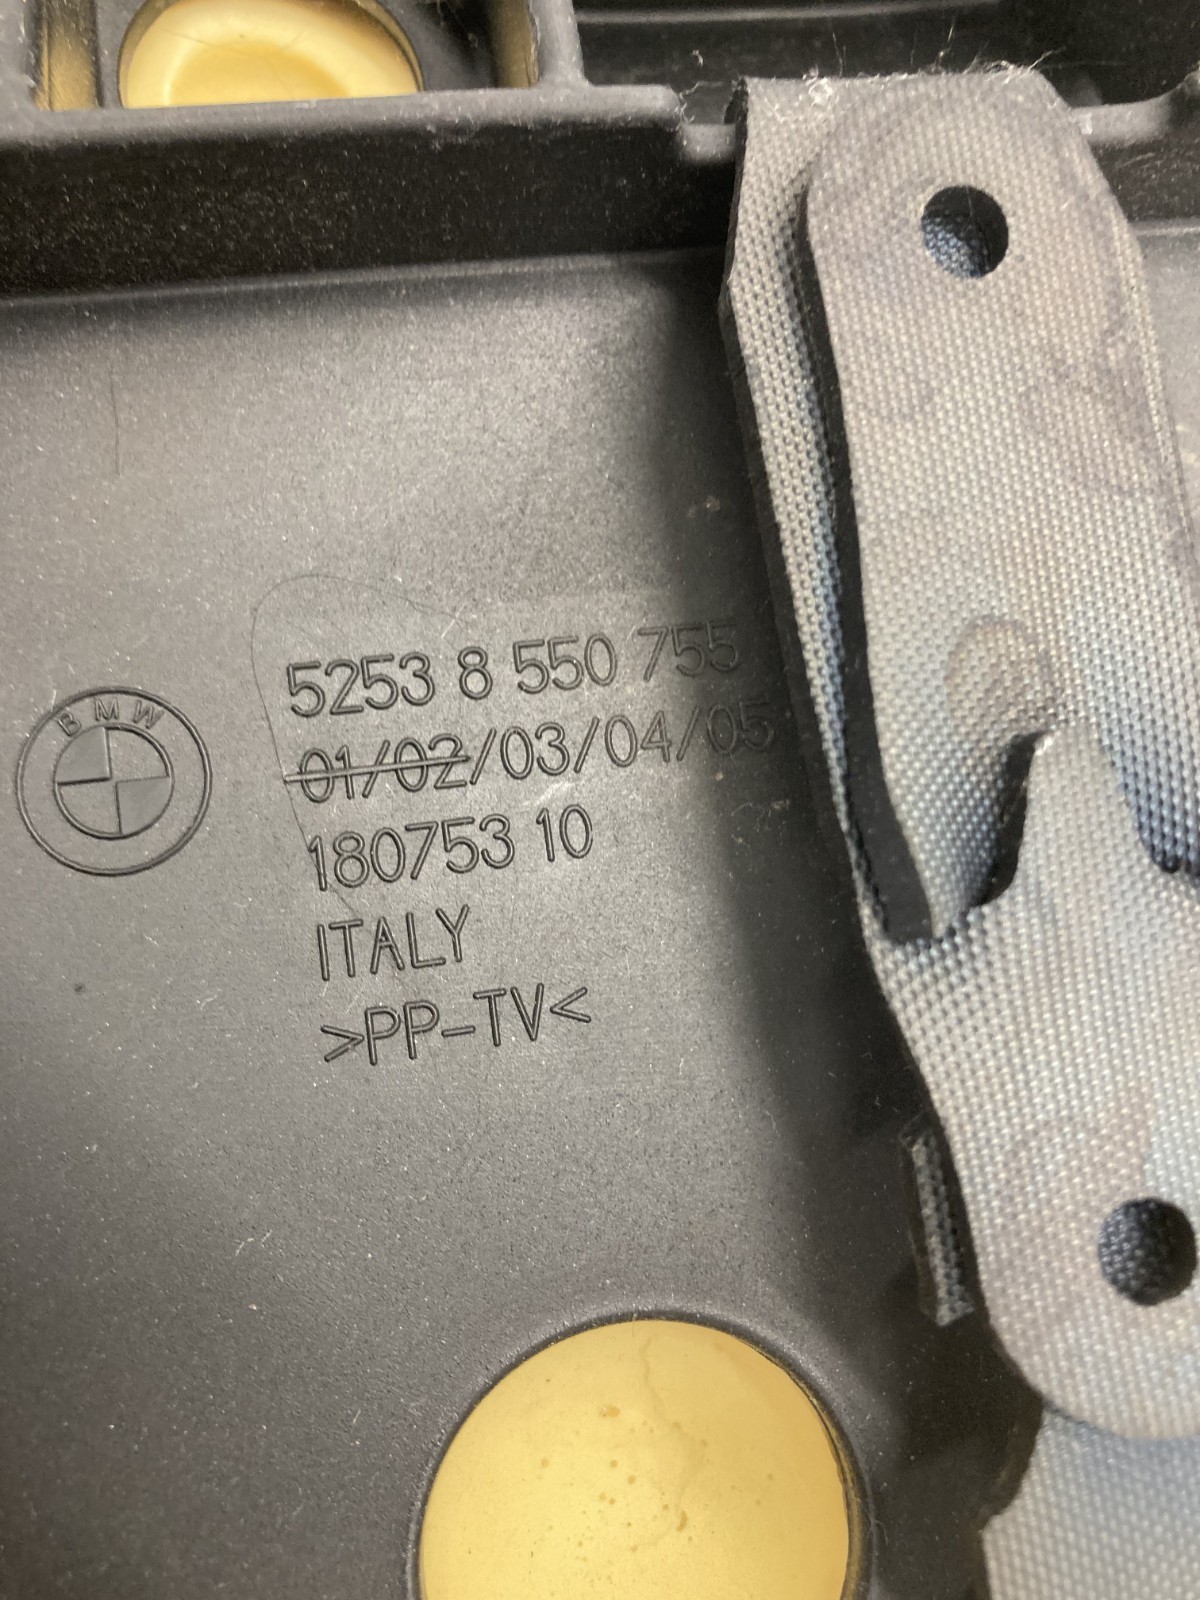 BMW
5253 8 550 755
01/02/03/04/05
180753 10
ITALY
>PP-TV<